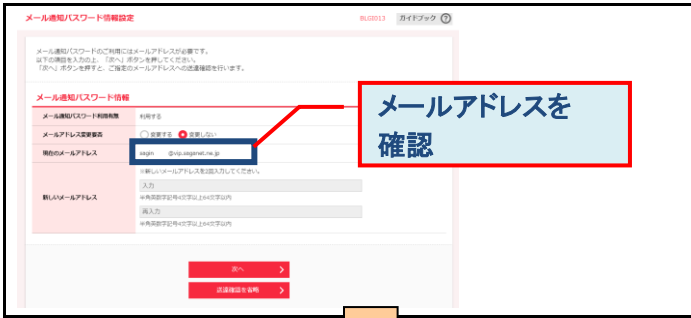 メール通知パスワード情報設定
BLGI013 ガイドブック ?
メール通知パスワードのご利用にはメールアドレスが必要です。
以下の項目を入力の上、「次へ」ボタンを押してください。
「次へ」ボタンを押すと、ご指定のメールアドレスへの送達確認を行います。
メール通知パスワード情報
メール通知パスワード利用有無 利用する
メールアドレス変更要否 変更する 変更しない
現在のメールアドレス sagin @vip.saganet.ne.jp
新しいメールアドレス
※新しいメールアドレスを2回入力してください。
入力
半角英数字記号4文字以上64文字以内
再入力
半角英数字記号4文字以上64文字以内
次へ
送達確認を省略
メールアドレスを
確認